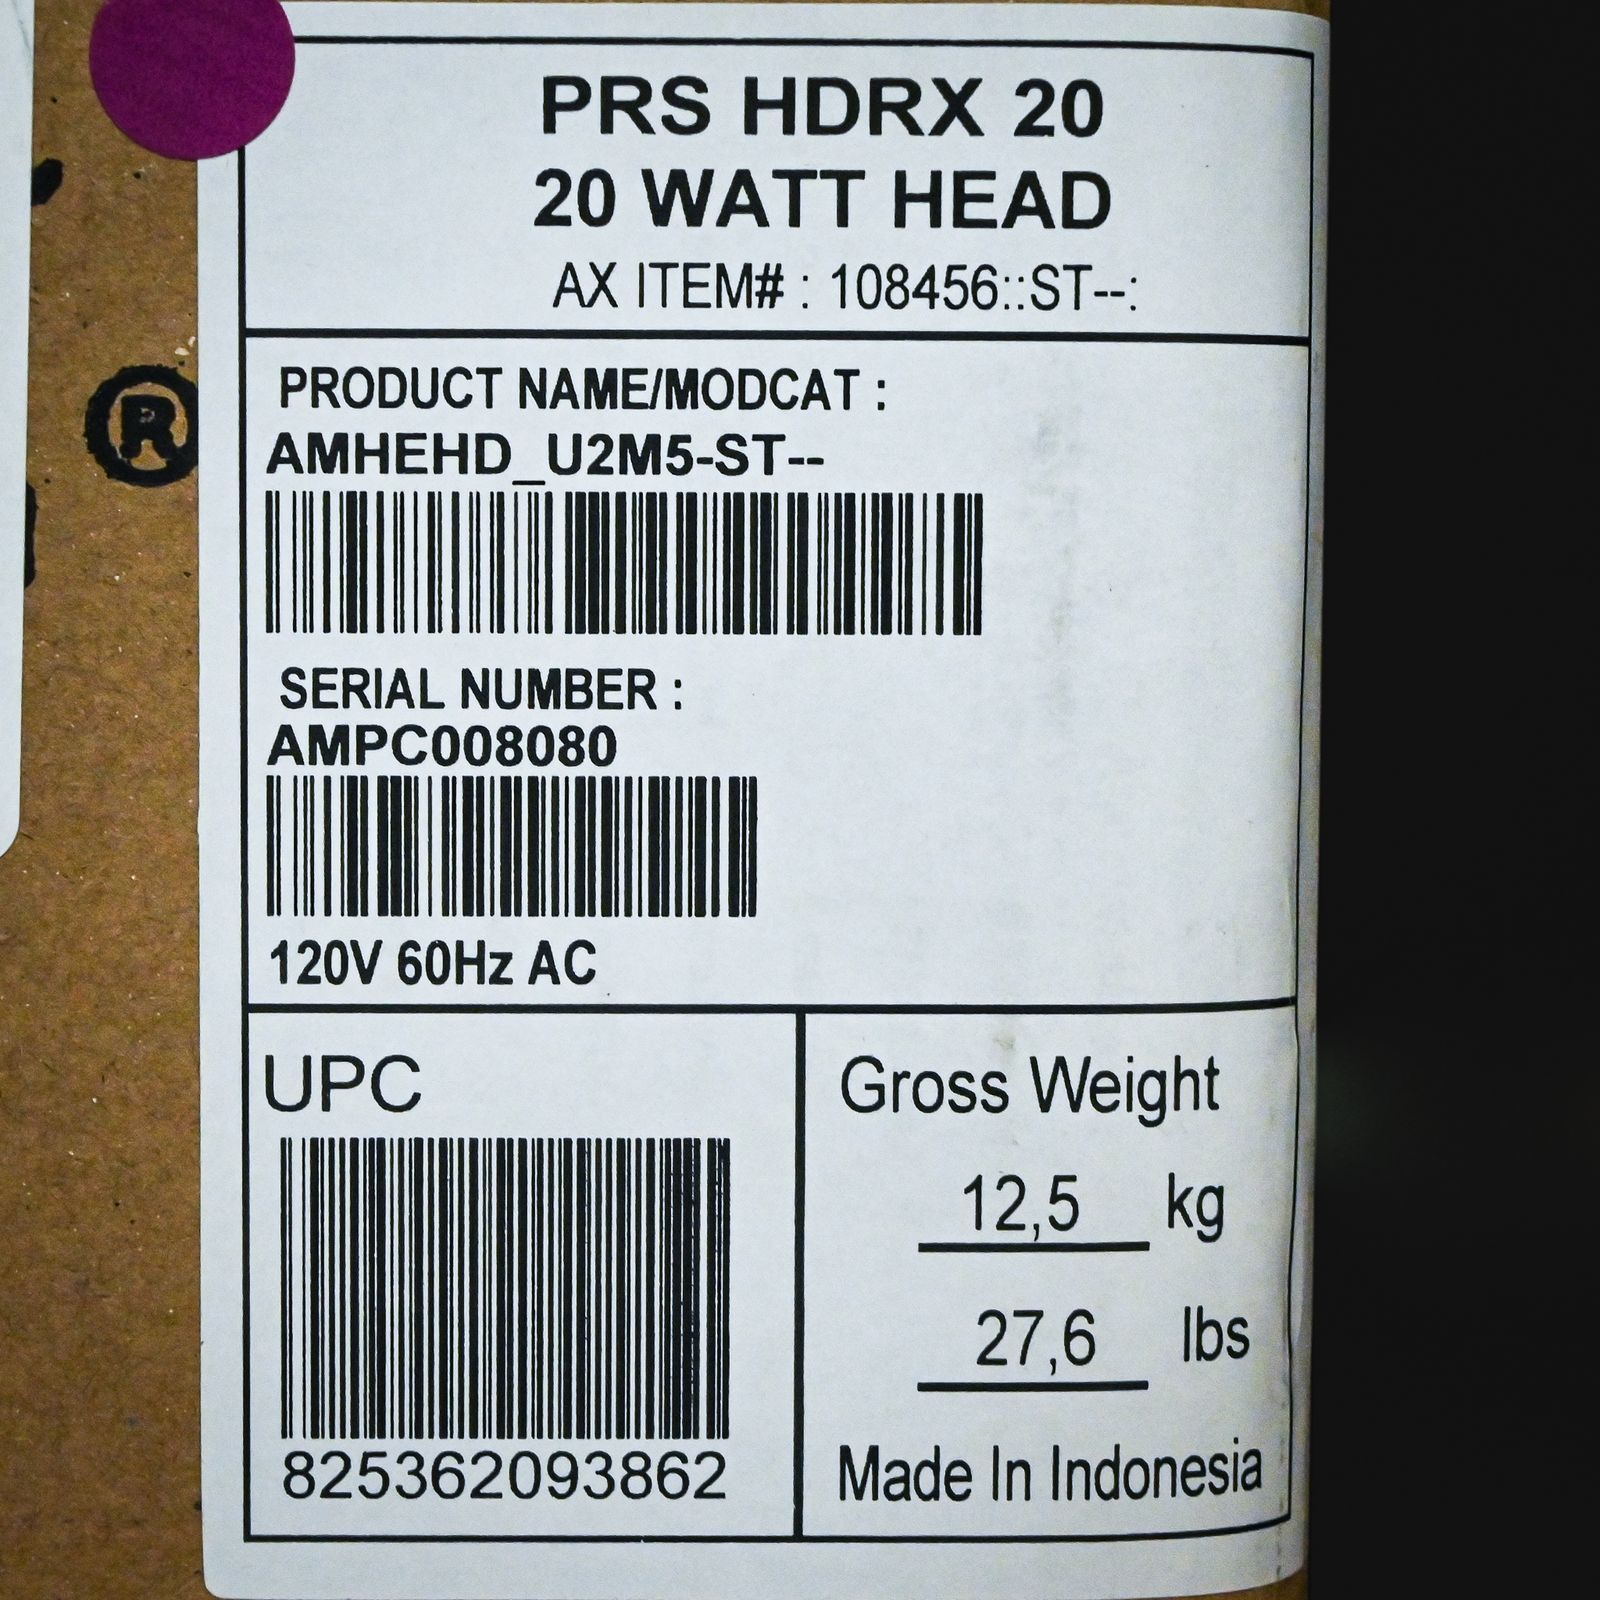 PRS HDRX 20
20 WATT HEAD
AX ITEM# : 108456::ST--:
®
PRODUCT NAME/MODCAT :
AMHEHD_U2M5-ST--
SERIAL NUMBER :
AMPC008080
120V 60Hz AC
UPC
825362093862
Gross Weight
12,5 kg
27,6 lbs
Made In Indonesia